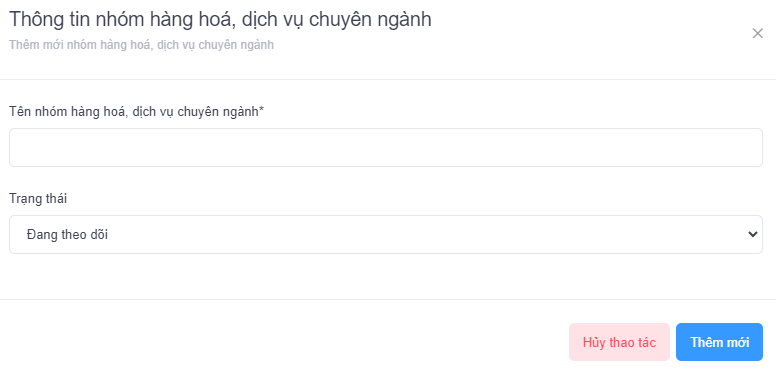 Thông tin nhóm hàng hoá, dịch vụ chuyên ngành
Thêm mới nhóm hàng hoá, dịch vụ chuyên ngành
Tên nhóm hàng hoá, dịch vụ chuyên ngành*
Trạng thái
Đang theo dõi
Hủy thao tác
Thêm mới